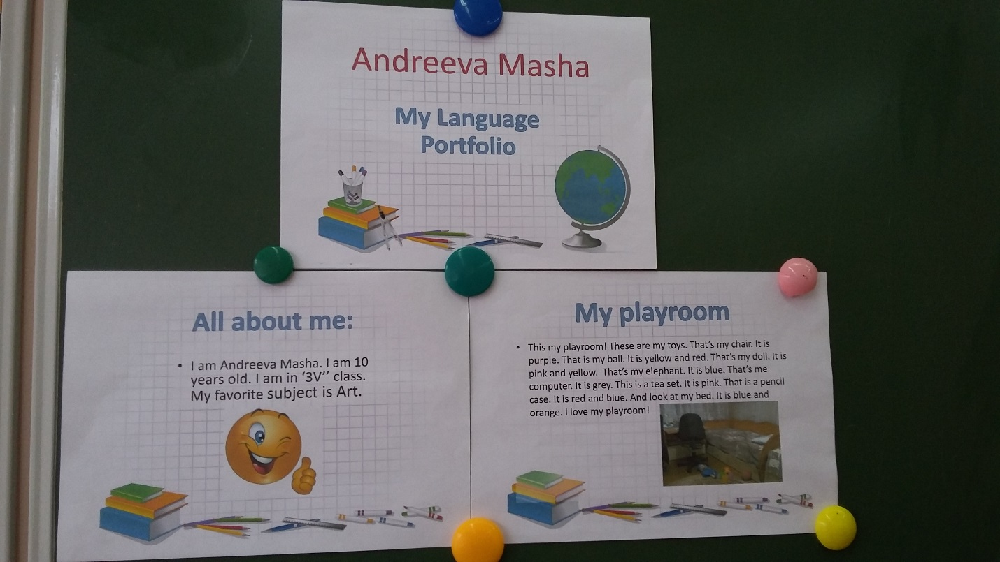 Andreeva Masha
My Language
Portfolio
All about me:
• I am Andreeva Masha. I am 10
years old. I am in ‘3V’’ class.
My favorite subject is Art.
My playroom
• This my playroom! These are my toys. That’s my chair. It is
purple. That is my ball. It is yellow and red. That’s my doll. It is
pink and yellow. That’s my elephant. It is blue. That’s me
computer. It is grey. This is a tea set. It is pink. That is a pencil
case. It is red and blue. And look at my bed. It is blue and
orange. I love my playroom!